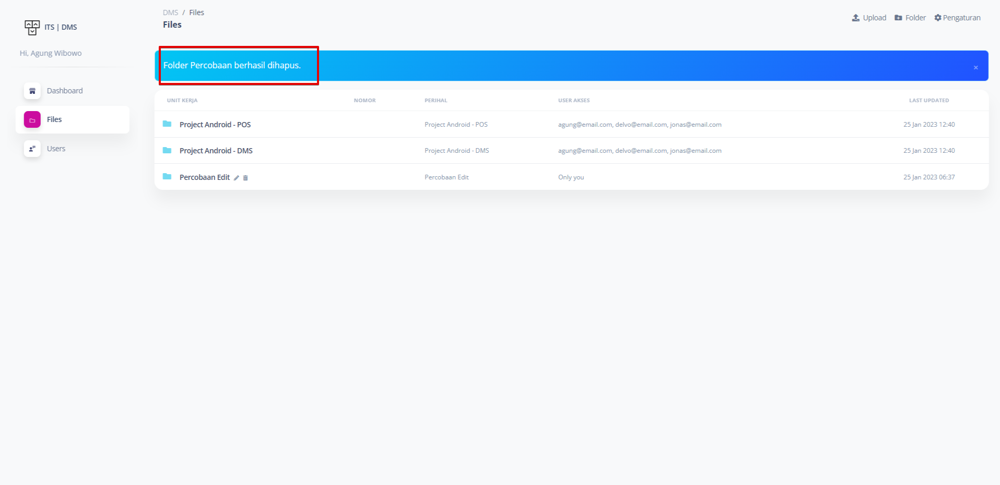 ITS | DMS
Hi, Agung Wibowo
Dashboard
Files
Users
DMS / Files
Files
Upload Folder Pengaturan
Folder Percobaan berhasil dihapus.
×
UNIT KERJA NOMOR PERIHAL USER AKSES LAST UPDATED
Project Android - POS Project Android - POS agung@email.com, delvo@email.com, jonas@email.com 25 Jan 2023 12:40
Project Android - DMS Project Android - DMS agung@email.com, delvo@email.com, jonas@email.com 25 Jan 2023 12:40
Percobaan Edit Percobaan Edit Only you 25 Jan 2023 06:37